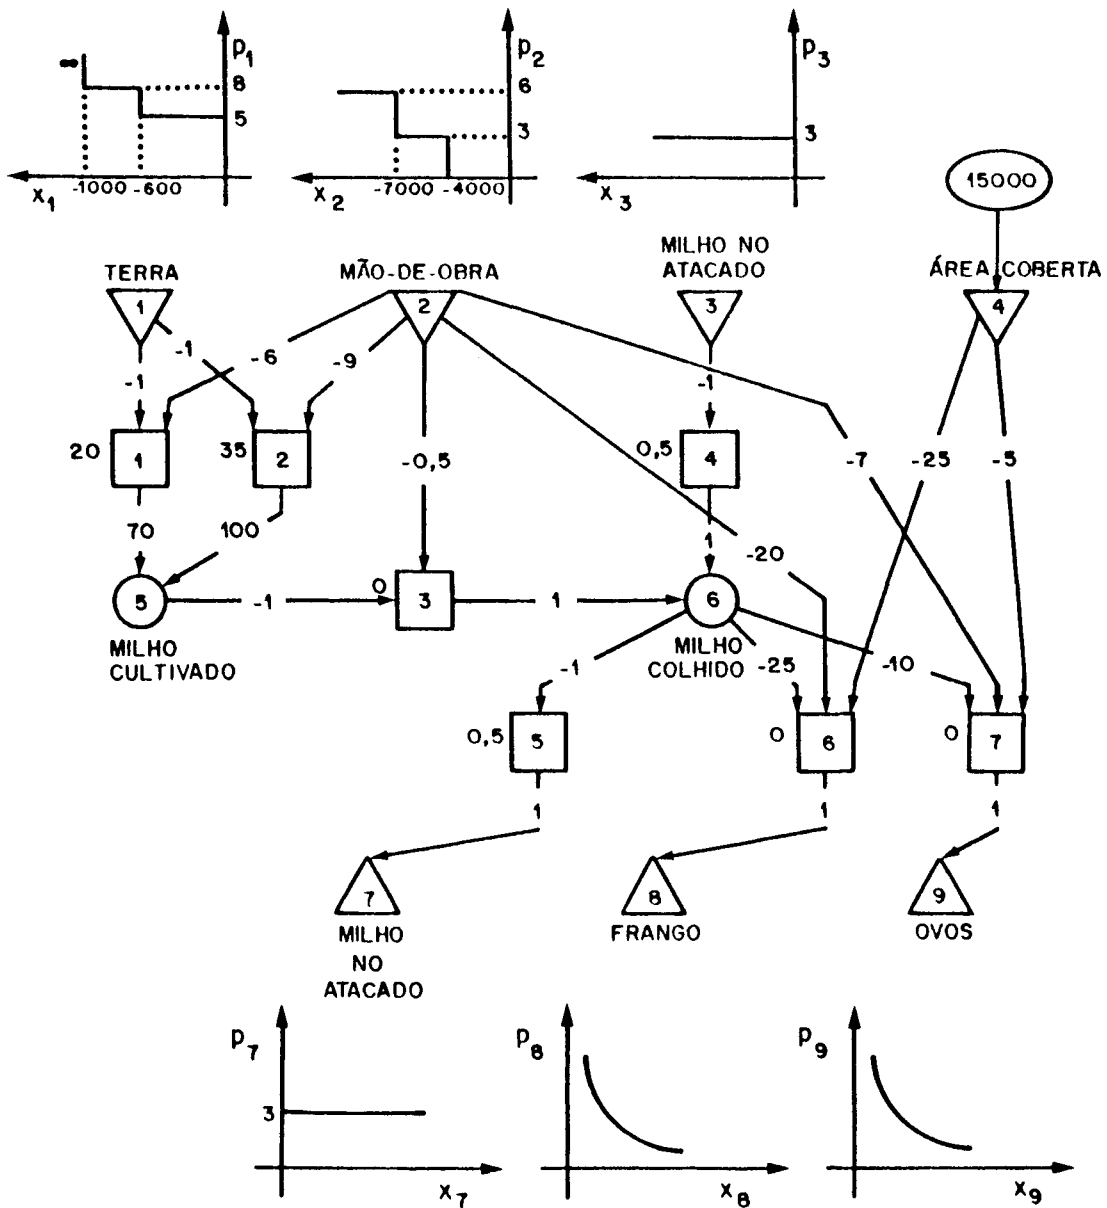 p1
∞
8
5
-1000 -600
x1
p2
6
3
-7000 -4000
x2
p3
3
x3
15000
TERRA
MÃO-DE-OBRA
MILHO NO
ATACADO
ÁREA COBERTA
1
2
3
4
-1
-1
-6
-9
-1
20
1
35
2
-0,5
0,5
4
-7
-25
-5
70
100
1
-20
5
-1
0
3
1
6
MILHO
CULTIVADO
MILHO
COLHIDO
-1
-25
-10
0,5
5
0
6
0
7
1
1
1
7
8
9
MILHO
NO
ATACADO
FRANGO
OVOS
p7
3
x7
p8
x8
p9
x9